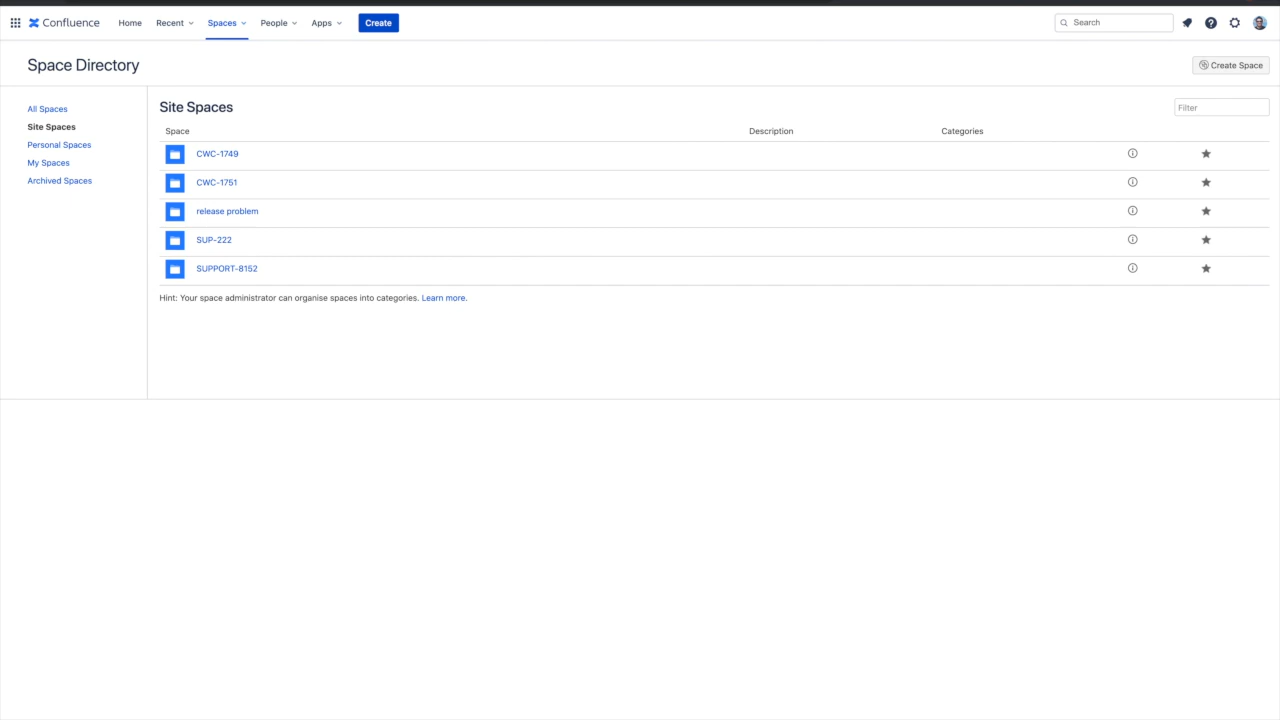 Confluence Home Recent Spaces People Apps Create Search
Space Directory
Create Space
All Spaces
Site Spaces
Personal Spaces
My Spaces
Archived Spaces
Site Spaces
Filter
Space Description Categories
CWC-1749
CWC-1751
release problem
SUP-222
SUPPORT-8152
Hint: Your space administrator can organise spaces into categories. Learn more.